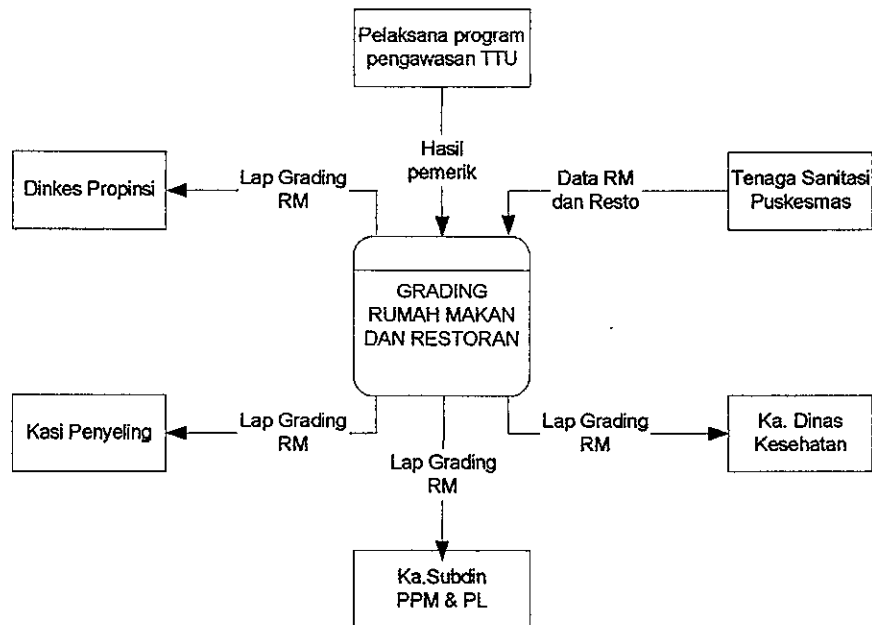 Pelaksana program
pengawasan TTU
Hasil
pemerik
Dinkes Propinsi
Lap Grading
RM
Data RM
dan Resto
Tenaga Sanitasi
Puskesmas
GRADING
RUMAH MAKAN
DAN RESTORAN
Kasi Penyeling
Lap Grading
RM
Lap Grading
RM
Lap Grading
RM
Ka. Dinas
Kesehatan
Ka.Subdin
PPM & PL